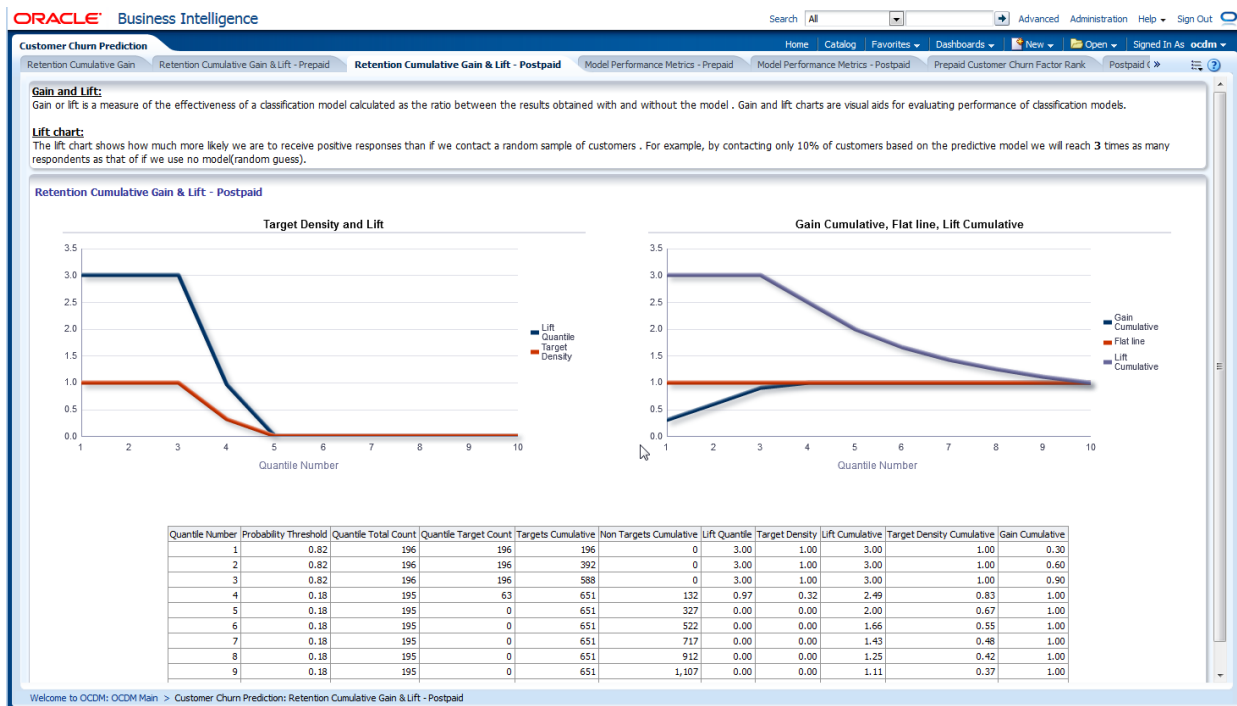 ORACLE Business Intelligence
Search All Advanced Administration Help Sign Out
Customer Churn Prediction
Home Catalog Favorites Dashboards New Open Signed In As ocdm
Retention Cumulative Gain Retention Cumulative Gain & Lift - Prepaid Retention Cumulative Gain & Lift - Postpaid Model Performance Metrics - Prepaid Model Performance Metrics - Postpaid Prepaid Customer Churn Factor Rank Postpaid ( »
Gain and Lift:
Gain or lift is a measure of the effectiveness of a classification model calculated as the ratio between the results obtained with and without the model . Gain and lift charts are visual aids for evaluating performance of classification models.
Lift chart:
The lift chart shows how much more likely we are to receive positive responses than if we contact a random sample of customers . For example, by contacting only 10% of customers based on the predictive model we will reach 3 times as many
respondents as that of if we use no model(random guess).
Retention Cumulative Gain & Lift - Postpaid
Target Density and Lift
3.5
3.0
2.5
2.0
1.5
1.0
0.5
0.0
1 2 3 4 5 6 7 8 9 10
Quantile Number
Lift
Quantile
Target
Density
Gain Cumulative, Flat line, Lift Cumulative
3.5
3.0
2.5
2.0
1.5
1.0
0.5
0.0
1 2 3 4 5 6 7 8 9 10
Quantile Number
Gain
Cumulative
Flat line
Lift
Cumulative
Quantile Number Probability Threshold Quantile Total Count Quantile Target Count Targets Cumulative Non Targets Cumulative Lift Quantile Target Density Lift Cumulative Target Density Cumulative Gain Cumulative
1 0.82 196 196 196 0 3.00 1.00 3.00 1.00 0.30
2 0.82 196 196 392 0 3.00 1.00 3.00 1.00 0.60
3 0.82 196 196 588 0 3.00 1.00 3.00 1.00 0.90
4 0.18 195 63 651 132 0.97 0.32 2.49 0.83 1.00
5 0.18 195 0 651 327 0.00 0.00 2.00 0.67 1.00
6 0.18 195 0 651 522 0.00 0.00 1.66 0.55 1.00
7 0.18 195 0 651 717 0.00 0.00 1.43 0.48 1.00
8 0.18 195 0 651 912 0.00 0.00 1.25 0.42 1.00
9 0.18 195 0 651 1,107 0.00 0.00 1.11 0.37 1.00
Welcome to OCDM: OCDM Main > Customer Churn Prediction: Retention Cumulative Gain & Lift - Postpaid